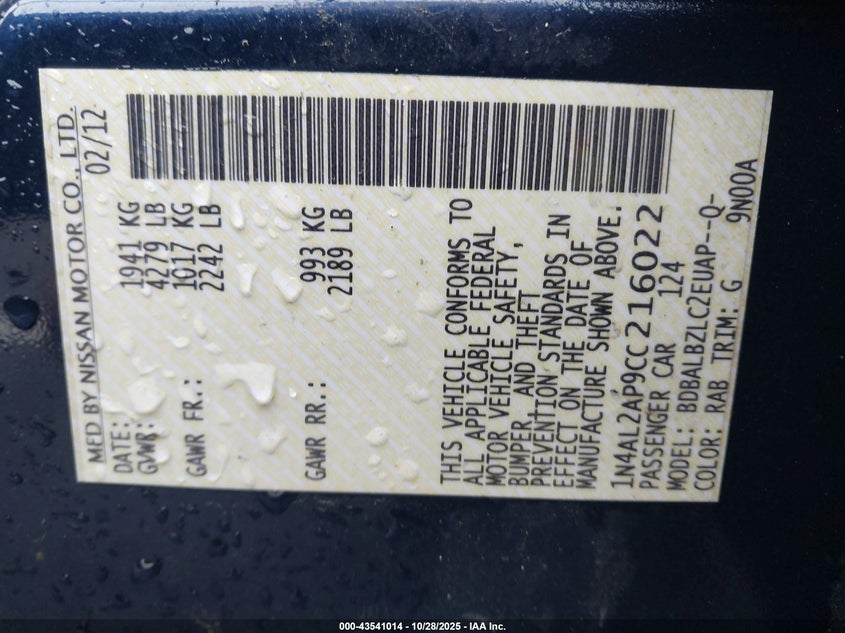 MFD BY NISSAN MOTOR CO., LTD.
DATE: 02/12
GVWR: 1941 KG
4279 LB
GAWR FR.: 1017 KG
2242 LB
GAWR RR.: 993 KG
2189 LB
THIS VEHICLE CONFORMS TO
ALL APPLICABLE FEDERAL
MOTOR VEHICLE SAFETY,
BUMPER, AND THEFT
PREVENTION STANDARDS IN
EFFECT ON THE DATE OF
MANUFACTURE SHOWN ABOVE.
1N4AL2AP9CC216022
PASSENGER CAR 124
MODEL: BDBALBZLC2EUAP--Q-
COLOR: RAB TRIM: G 9N00A
000-43541014 - 10/28/2025 - IAA Inc.